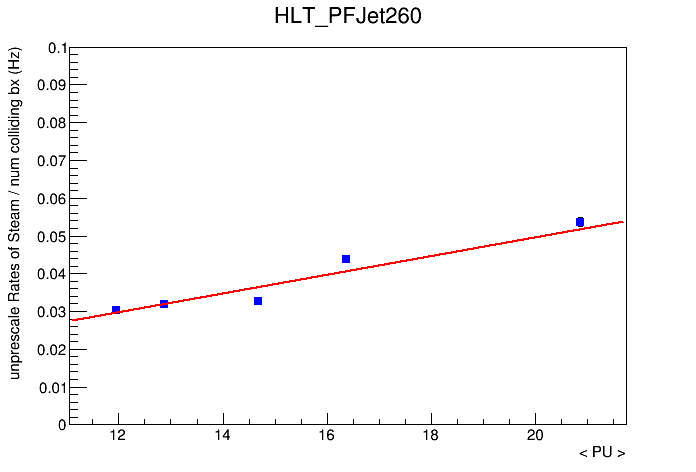 HLT_PFJet260
unprescale Rates of Steam / num colliding bx (Hz)
0.1
0.09
0.08
0.07
0.06
0.05
0.04
0.03
0.02
0.01
0
12 14 16 18 20
< PU >